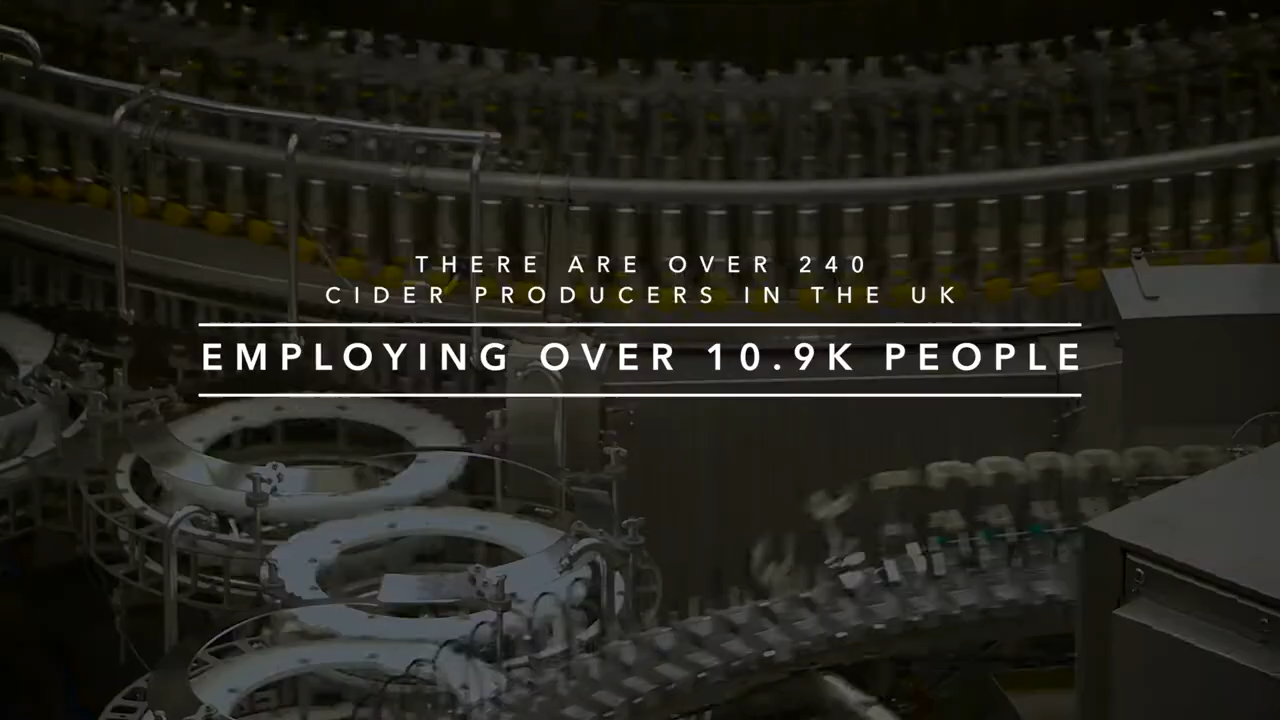 THERE ARE OVER 240
CIDER PRODUCERS IN THE UK
EMPLOYING OVER 10.9K PEOPLE